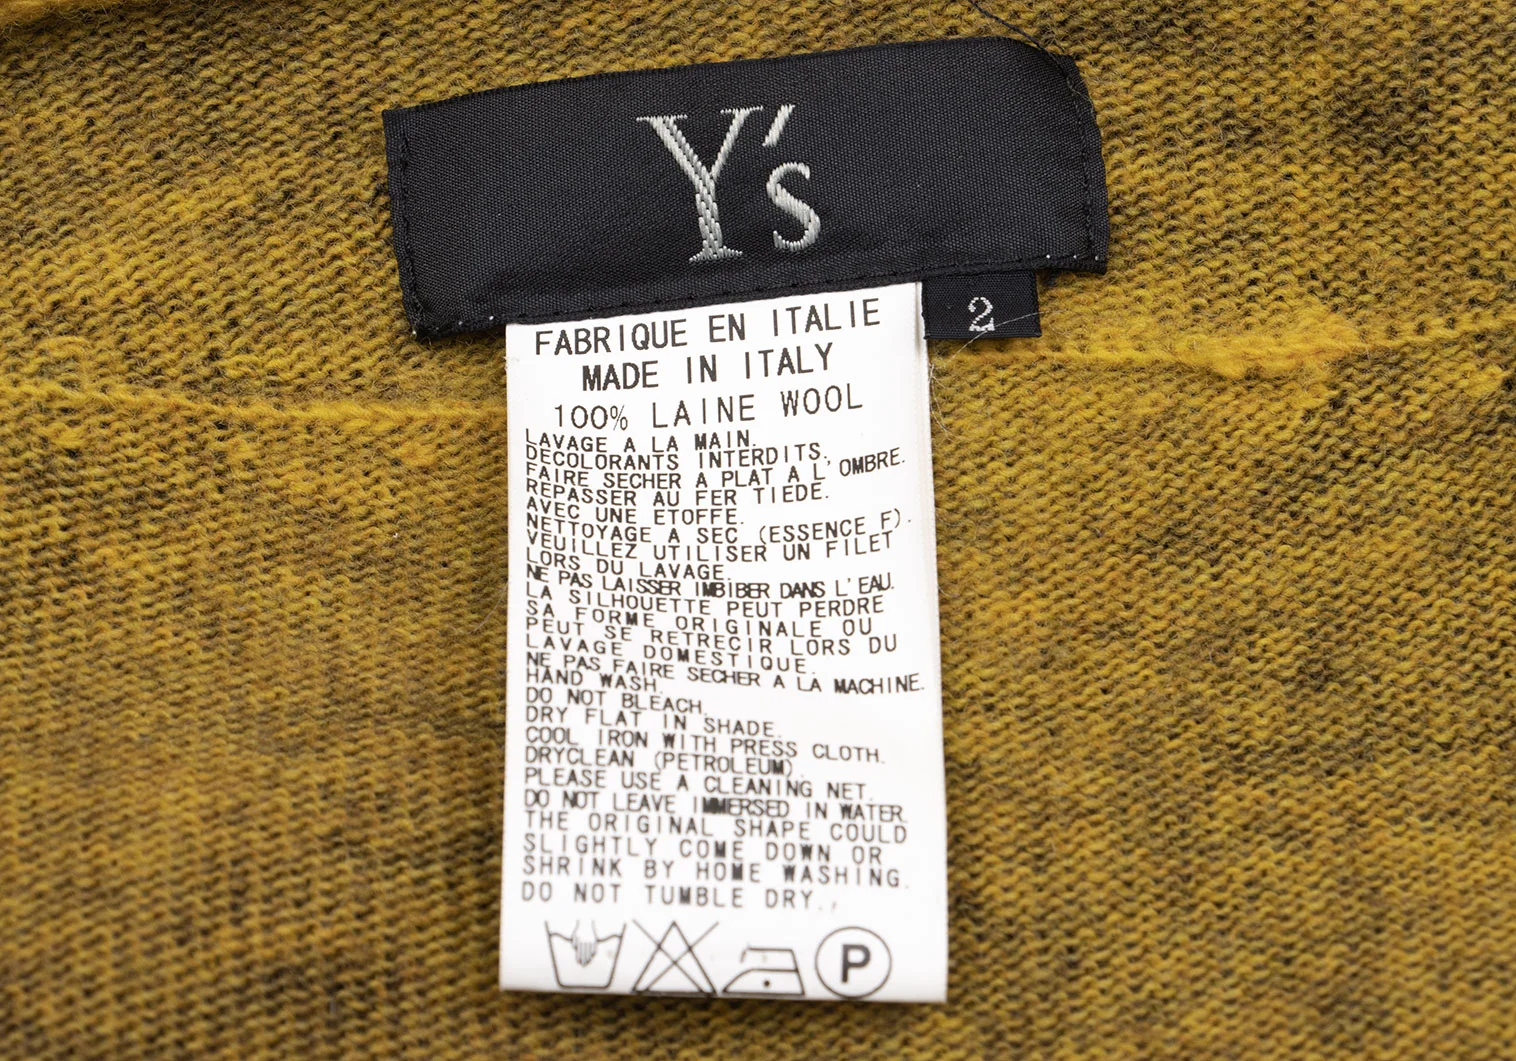 Y's
2
FABRIQUE EN ITALIE
MADE IN ITALY
100% LAINE WOOL
LAVAGE A LA MAIN.
DECOLORANTS INTERDITS.
FAIRE SECHER A PLAT A L'OMBRE.
REPASSER AU FER TIEDE.
AVEC UNE ETOFFE.
NETTOYAGE A SEC (ESSENCE F).
VEUILLEZ UTILISER UN FILET
LORS DU LAVAGE.
NE PAS LAISSER IMBIBER DANS L'EAU.
LA SILHOUETTE PEUT PERDRE
SA FORME ORIGINALE OU
PEUT SE RETRECIR LORS DU
LAVAGE DOMESTIQUE.
NE PAS FAIRE SECHER A LA MACHINE.
HAND WASH.
DO NOT BLEACH.
DRY FLAT IN SHADE.
COOL IRON WITH PRESS CLOTH.
DRYCLEAN (PETROLEUM).
PLEASE USE A CLEANING NET.
DO NOT LEAVE IMMERSED IN WATER.
THE ORIGINAL SHAPE COULD
SLIGHTLY COME DOWN OR
SHRINK BY HOME WASHING.
DO NOT TUMBLE DRY.
P